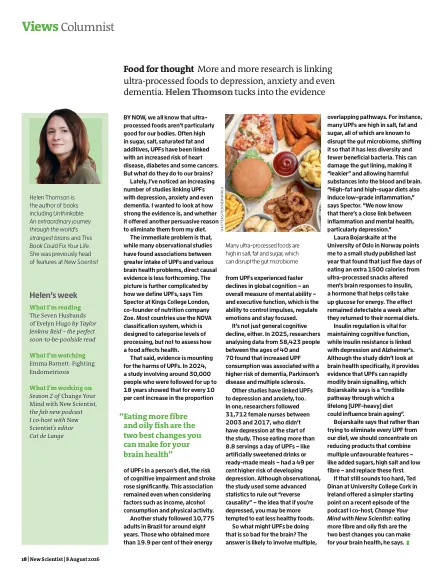 Views Columnist
Food for thought More and more research is linking
ultra-processed foods to depression, anxiety and even
dementia. Helen Thomson tucks into the evidence
Helen Thomson is
the author of books
including Unthinkable:
An extraordinary journey
through the world's
strangest brains and This
Book Could Fix Your Life.
She was previously head
of features at New Scientist
Helen's week
What I'm reading
The Seven Husbands
of Evelyn Hugo by Taylor
Jenkins Reid – the perfect
soon-to-be-poolside read
What I'm watching
Emma Barnett: Fighting
Endometriosis
What I'm working on
Season 2 of Change Your
Mind with New Scientist,
the fab new podcast
I co-host with New
Scientist's editor
Cat de Lange
BY NOW, we all know that ultra-
processed foods aren't particularly
good for our bodies. Often high
in sugar, salt, saturated fat and
additives, UPFs have been linked
with an increased risk of heart
disease, diabetes and some cancers.
But what do they do to our brains?
Lately, I've noticed an increasing
number of studies linking UPFs
with depression, anxiety and even
dementia. I wanted to look at how
strong the evidence is, and whether
it offered another persuasive reason
to eliminate them from my diet.
The immediate problem is that,
while many observational studies
have found associations between
greater intake of UPFs and various
brain health problems, direct causal
evidence is less forthcoming. The
picture is further complicated by
how we define UPFs, says Tim
Spector at Kings College London,
co-founder of nutrition company
Zoe. Most countries use the NOVA
classification system, which is
designed to categorise levels of
processing, but not to assess how
a food affects health.
That said, evidence is mounting
for the harms of UPFs. In 2024,
a study involving around 30,000
people who were followed for up to
18 years showed that for every 10
per cent increase in the proportion
"Eating more fibre
and oily fish are the
two best changes you
can make for your
brain health"
of UPFs in a person's diet, the risk
of cognitive impairment and stroke
rose significantly. This association
remained even when considering
factors such as income, alcohol
consumption and physical activity.
Another study followed 10,775
adults in Brazil for around eight
years. Those who obtained more
than 19.9 per cent of their energy
Many ultra-processed foods are
high in salt, fat and sugar, which
can disrupt the gut microbiome
from UPFs experienced faster
declines in global cognition – an
overall measure of mental ability –
and executive function, which is the
ability to control impulses, regulate
emotions and stay focused.
It's not just general cognitive
decline, either. In 2025, researchers
analysing data from 58,423 people
between the ages of 40 and
70 found that increased UPF
consumption was associated with a
higher risk of dementia, Parkinson's
disease and multiple sclerosis.
Other studies have linked UPFs
to depression and anxiety, too.
In one, researchers followed
31,712 female nurses between
2003 and 2017, who didn't
have depression at the start of
the study. Those eating more than
8.8 servings a day of UPFs – like
artificially sweetened drinks or
ready-made meals – had a 49 per
cent higher risk of developing
depression. Although observational,
the study used some advanced
statistics to rule out "reverse
causality" – the idea that if you're
depressed, you may be more
tempted to eat less healthy foods.
So what might UPFs be doing
that is so bad for the brain? The
answer is likely to involve multiple,
overlapping pathways. For instance,
many UPFs are high in salt, fat and
sugar, all of which are known to
disrupt the gut microbiome, shifting
it so that it has less diversity and
fewer beneficial bacteria. This can
damage the gut lining, making it
"leakier" and allowing harmful
substances into the blood and brain.
"High-fat and high-sugar diets also
induce low-grade inflammation,"
says Spector. "We now know
that there's a close link between
inflammation and mental health,
particularly depression."
Laura Bojarskaite at the
University of Oslo in Norway points
me to a small study published last
year that found that just five days of
eating an extra 1500 calories from
ultra-processed snacks altered
men's brain responses to insulin,
a hormone that helps cells take
up glucose for energy. The effect
remained detectable a week after
they returned to their normal diets.
Insulin regulation is vital for
maintaining cognitive function,
while insulin resistance is linked
with depression and Alzheimer's.
Although the study didn't look at
brain health specifically, it provides
evidence that UPFs can rapidly
modify brain signalling, which
Bojarskaite says is a "credible
pathway through which a
lifelong [UPF-heavy] diet
could influence brain ageing".
Bojarskaite says that rather than
trying to eliminate every UPF from
our diet, we should concentrate on
reducing products that combine
multiple unfavourable features –
like added sugars, high salt and low
fibre – and replace these first.
If that still sounds too hard, Ted
Dinan at University College Cork in
Ireland offered a simpler starting
point on a recent episode of the
podcast I co-host, Change Your
Mind with New Scientist: eating
more fibre and oily fish are the
two best changes you can make
for your brain health, he says.
18 | New Scientist | 8 August 2026